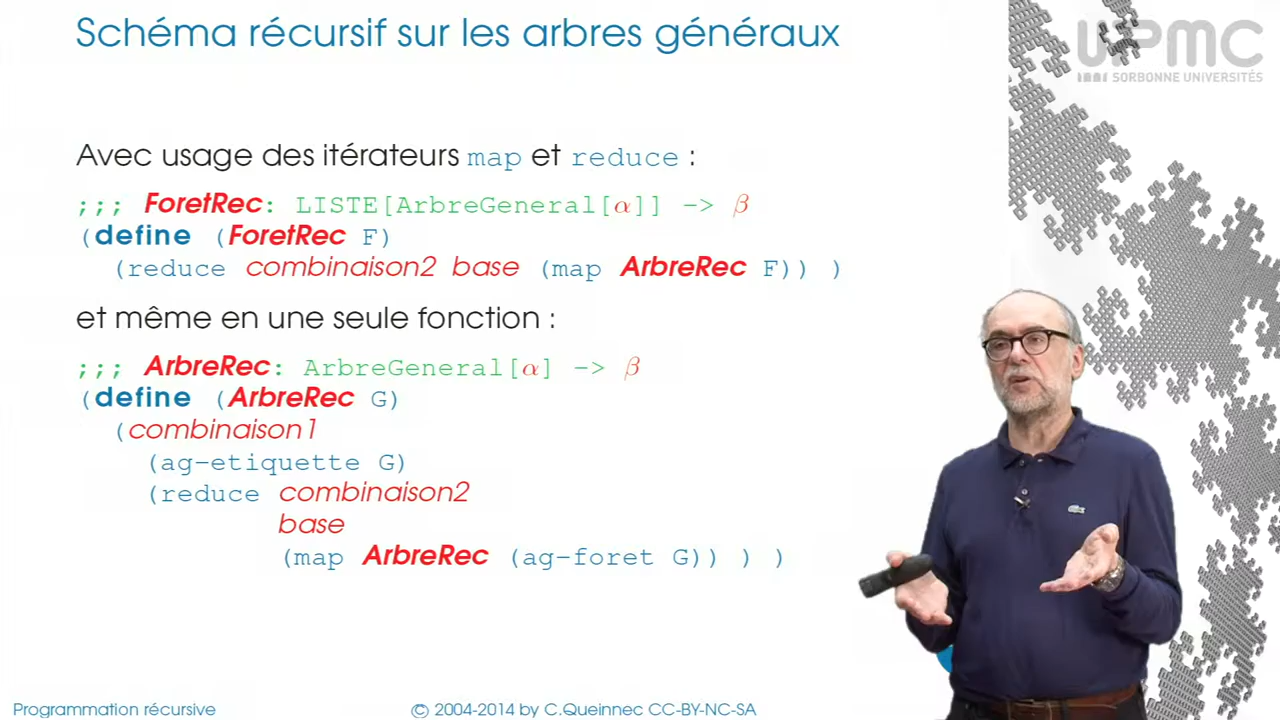 Schéma récursif sur les arbres généraux
UPMC
SORBONNE UNIVERSITÉS
Avec usage des itérateurs map et reduce :
;;; ForetRec: LISTE[ArbreGeneral[α]] -> β
(define (ForetRec F)
(reduce combinaison2 base (map ArbreRec F)) )
et même en une seule fonction :
;;; ArbreRec: ArbreGeneral[α] -> β
(define (ArbreRec G)
(combinaison1
(ag-etiquette G)
(reduce combinaison2
base
(map ArbreRec (ag-foret G)) ) )
Programmation récursive
© 2004-2014 by C.Queinnec CC-BY-NC-SA